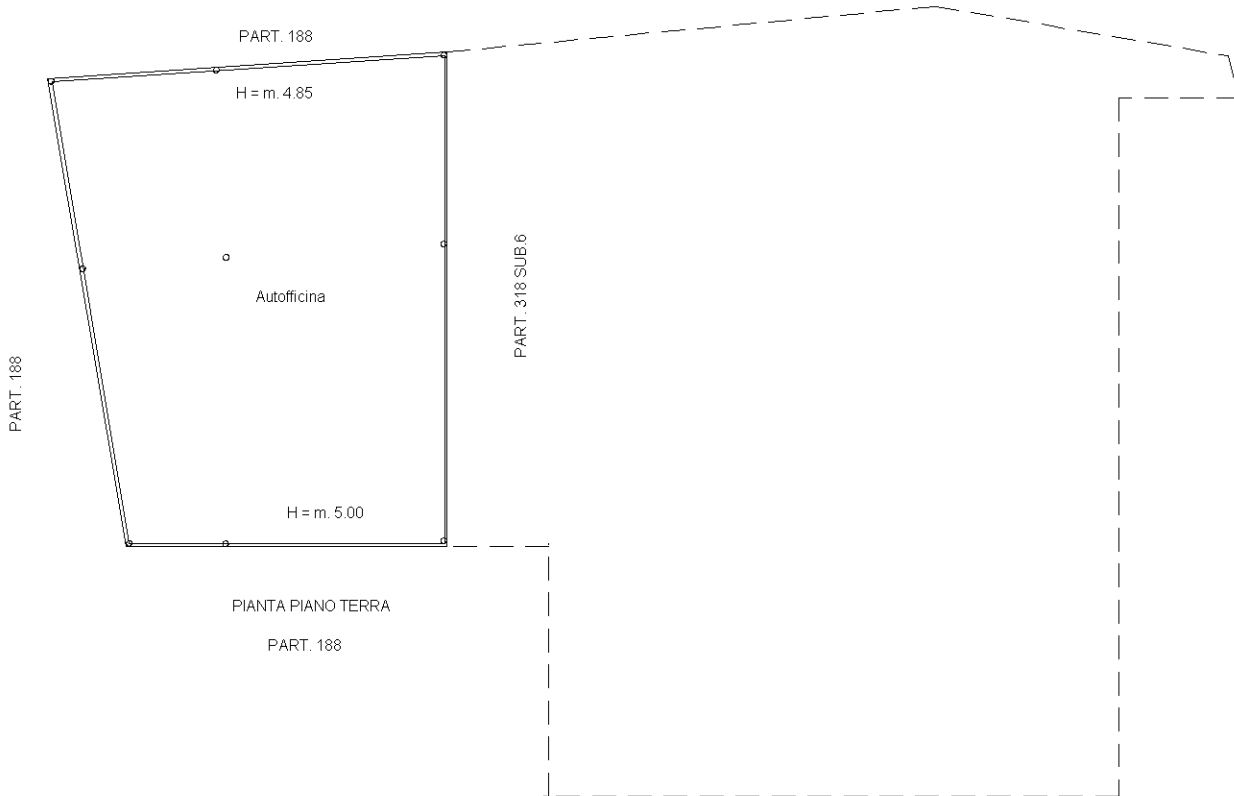 PART. 188
H = m. 4.85
PART. 318 SUB.6
Autofficina
PART. 188
H = m. 5.00
PIANTA PIANO TERRA
PART. 188